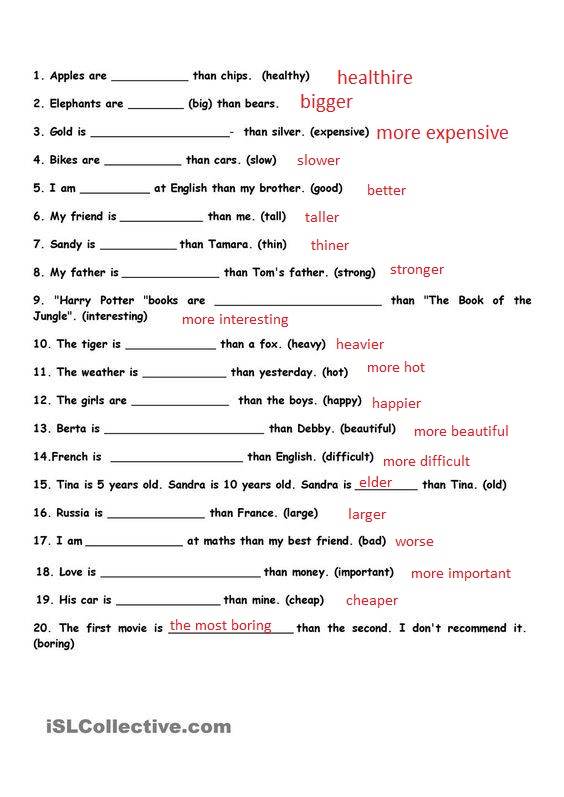 1. Apples are ____________ than chips. (healthy) healthire
2. Elephants are ________ (big) than bears. bigger
3. Gold is ______________________- than silver. (expensive) more expensive
4. Bikes are ____________ than cars. (slow) slower
5. I am ___________ at English than my brother. (good) better
6. My friend is _____________ than me. (tall) taller
7. Sandy is ____________ than Tamara. (thin) thiner
8. My father is _______________ than Tom's father. (strong) stronger
9. "Harry Potter "books are __________________________ than "The Book of the
Jungle". (interesting) more interesting
10. The tiger is ______________ than a fox. (heavy) heavier
11. The weather is _____________ than yesterday. (hot) more hot
12. The girls are _______________ than the boys. (happy) happier
13. Berta is _________________________ than Debby. (beautiful) more beautiful
14.French is _____________________ than English. (difficult) more difficult
15. Tina is 5 years old. Sandra is 10 years old. Sandra is elder than Tina. (old)
16. Russia is _______________ than France. (large) larger
17. I am _______________ at maths than my best friend. (bad) worse
18. Love is _________________________ than money. (important) more important
19. His car is ________________ than mine. (cheap) cheaper
20. The first movie is the most boring than the second. I don't recommend it.
(boring)
iSLCollective.com